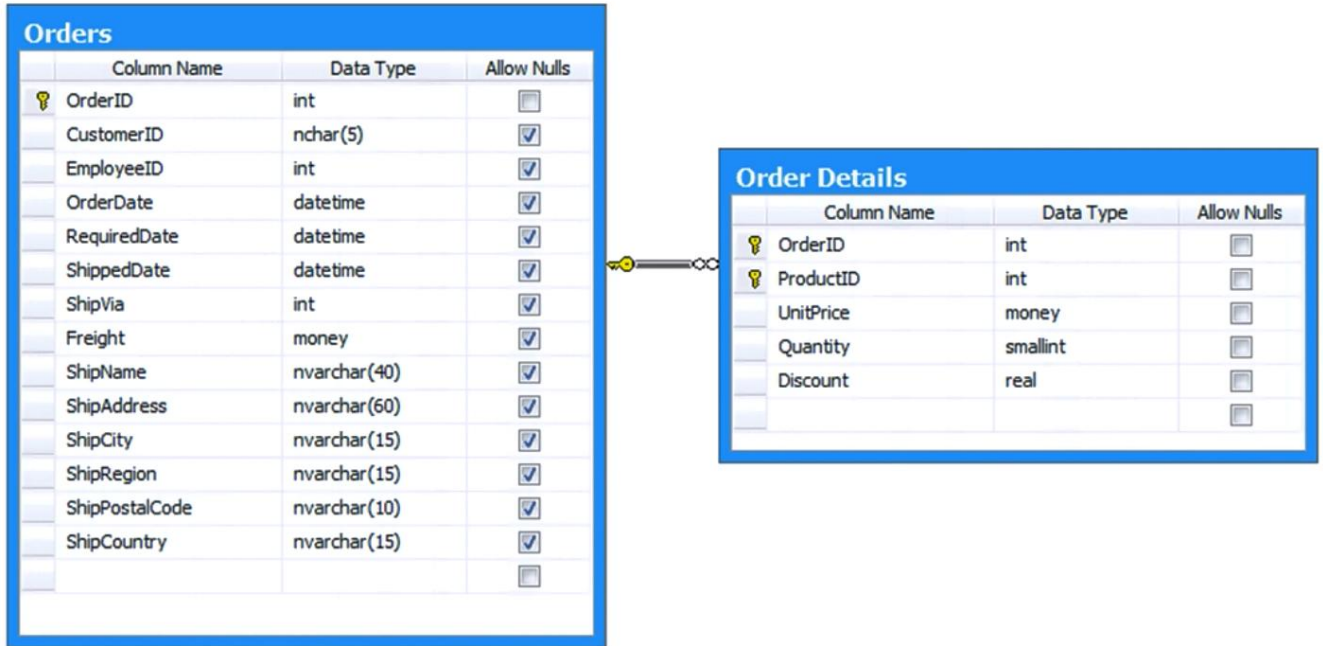 Orders
Column Name Data Type Allow Nulls
OrderID int
CustomerID nchar(5)
EmployeeID int
OrderDate datetime
RequiredDate datetime
ShippedDate datetime
ShipVia int
Freight money
ShipName nvarchar(40)
ShipAddress nvarchar(60)
ShipCity nvarchar(15)
ShipRegion nvarchar(15)
ShipPostalCode nvarchar(10)
ShipCountry nvarchar(15)
Order Details
Column Name Data Type Allow Nulls
OrderID int
ProductID int
UnitPrice money
Quantity smallint
Discount real